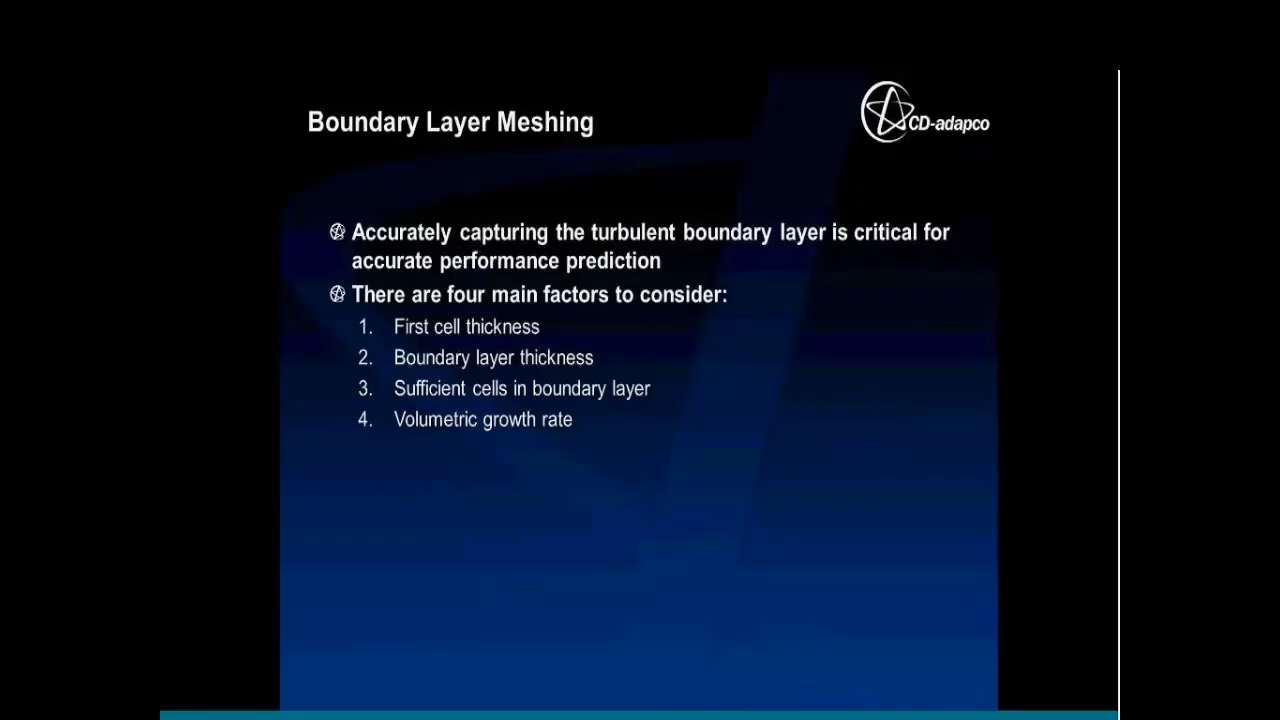 Boundary Layer Meshing
CD-adapco
Accurately capturing the turbulent boundary layer is critical for
accurate performance prediction
There are four main factors to consider:
1. First cell thickness
2. Boundary layer thickness
3. Sufficient cells in boundary layer
4. Volumetric growth rate